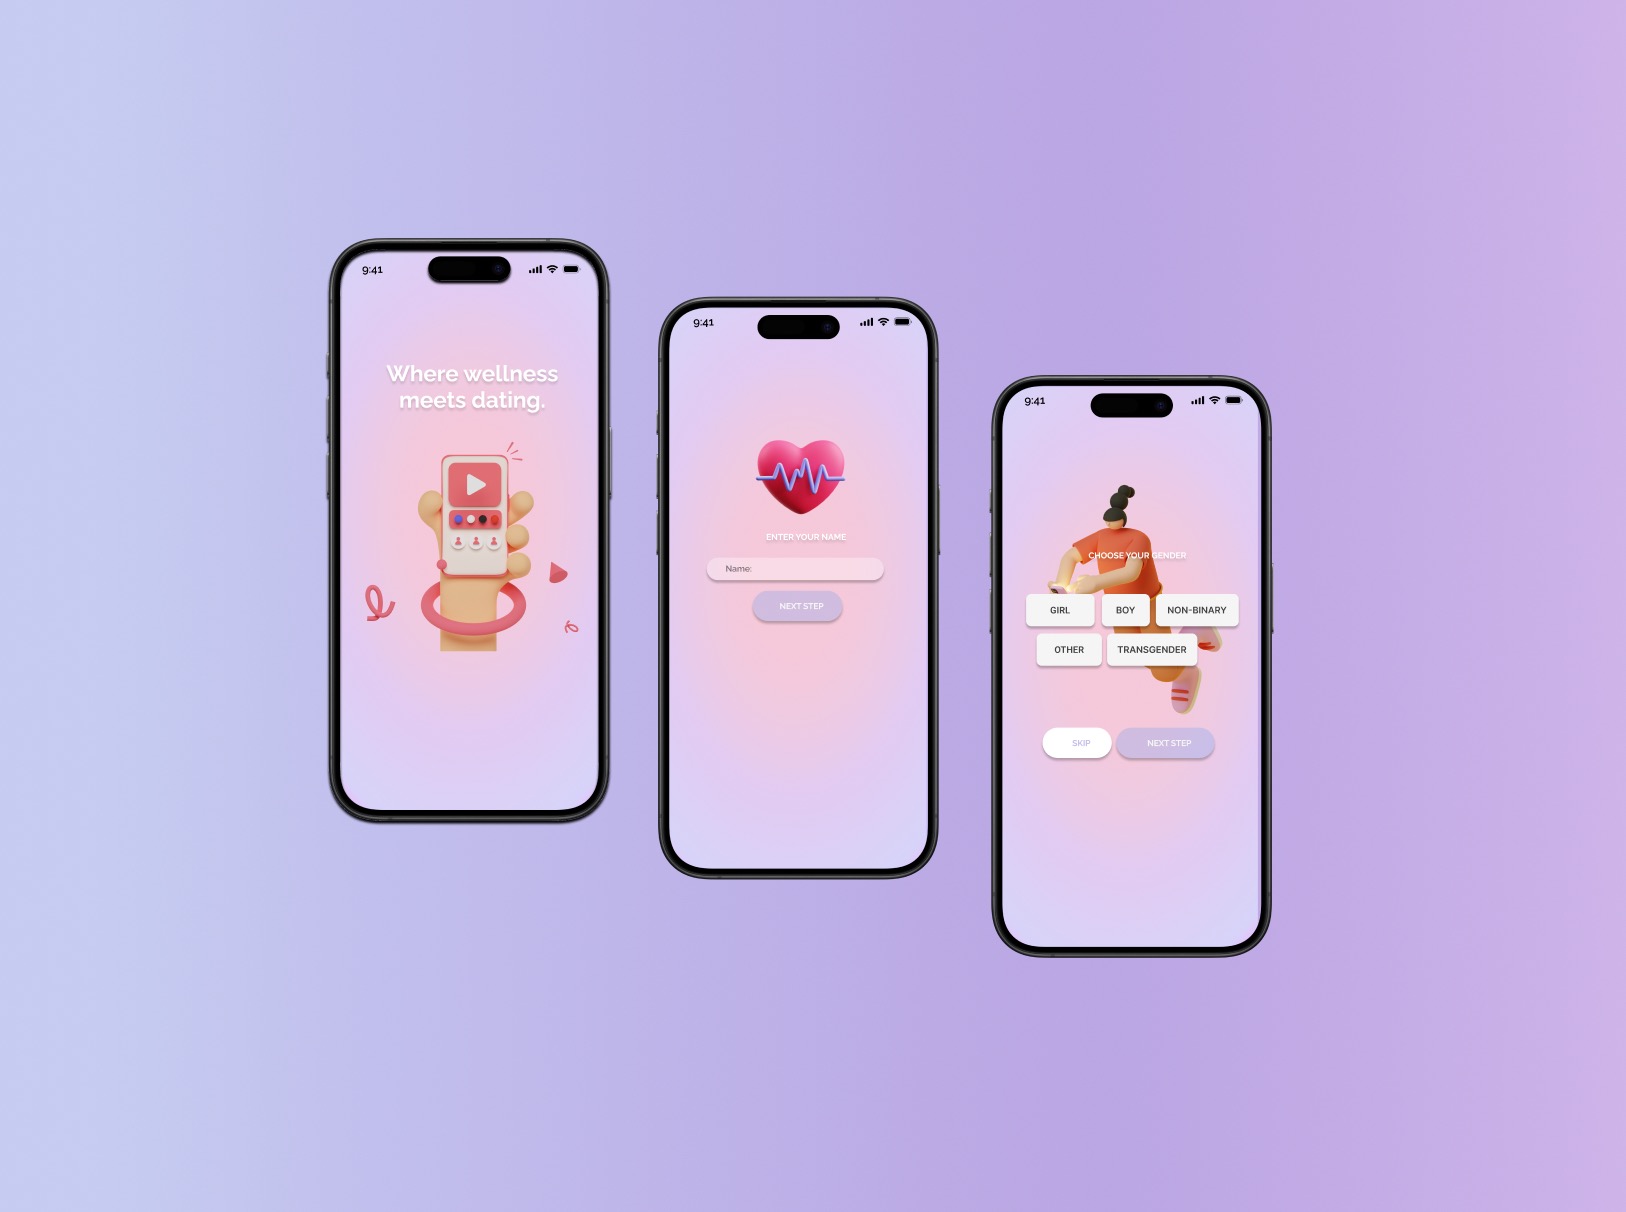 9:41
Where wellness
meets dating.
9:41
ENTER YOUR NAME
Name:
NEXT STEP
9:41
CHOOSE YOUR GENDER
GIRL BOY NON-BINARY
OTHER TRANSGENDER
SKIP NEXT STEP